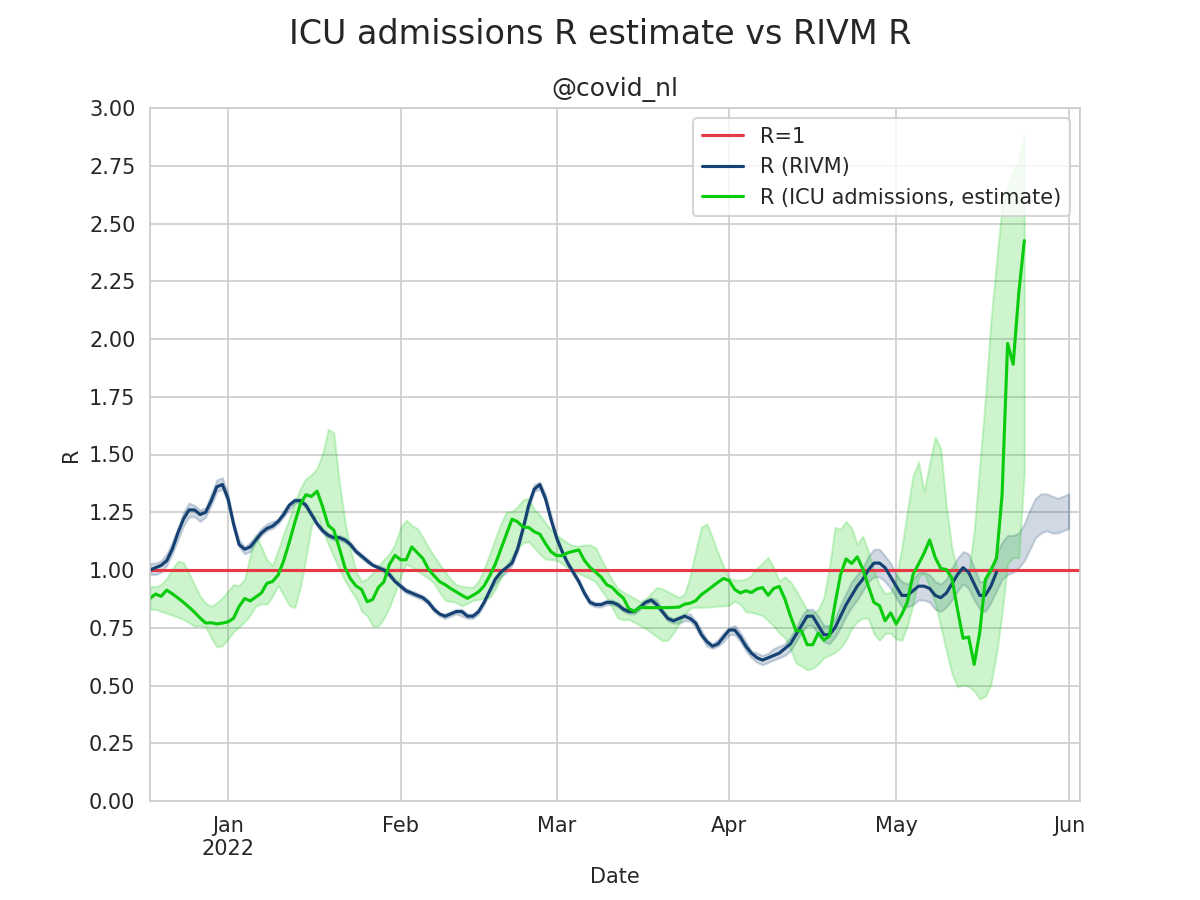 ICU admissions R estimate vs RIVM R
@covid_nl
R=1
R (RIVM)
R (ICU admissions, estimate)
R
3.00
2.75
2.50
2.25
2.00
1.75
1.50
1.25
1.00
0.75
0.50
0.25
0.00
Jan
2022
Feb
Mar
Apr
May
Jun
Date